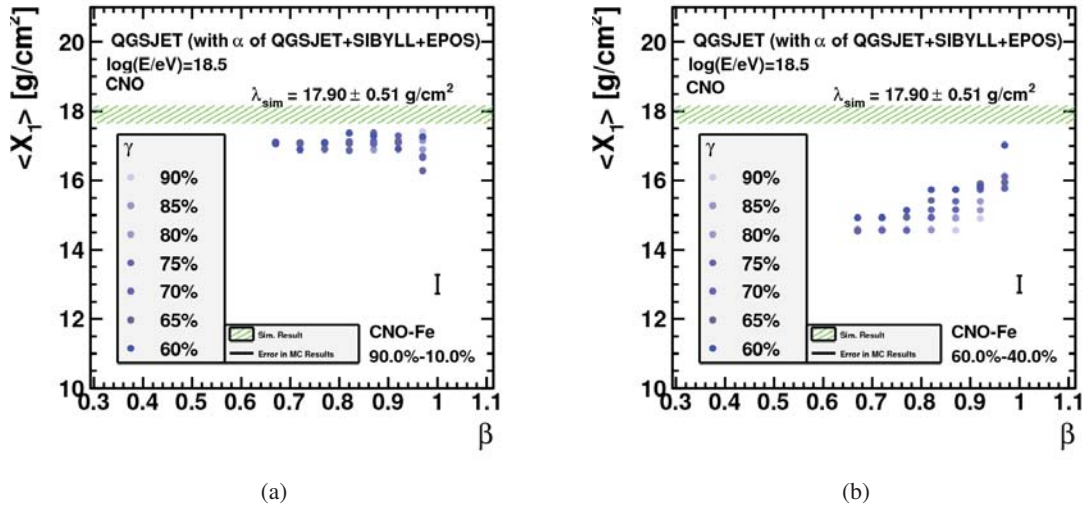 <X₁> [g/cm²]
20
18
16
14
12
10
QGSJET (with α of QGSJET+SIBYLL+EPOS)
log(E/eV)=18.5
CNO
λsim = 17.90 ± 0.51 g/cm²
γ
90%
85%
80%
75%
70%
65%
60%
Sim. Result
Error in MC Results
CNO-Fe
90.0%-10.0%
0.3 0.4 0.5 0.6 0.7 0.8 0.9 1 1.1
β
(a)
<X₁> [g/cm²]
20
18
16
14
12
10
QGSJET (with α of QGSJET+SIBYLL+EPOS)
log(E/eV)=18.5
CNO
λsim = 17.90 ± 0.51 g/cm²
γ
90%
85%
80%
75%
70%
65%
60%
Sim. Result
Error in MC Results
CNO-Fe
60.0%-40.0%
0.3 0.4 0.5 0.6 0.7 0.8 0.9 1 1.1
β
(b)